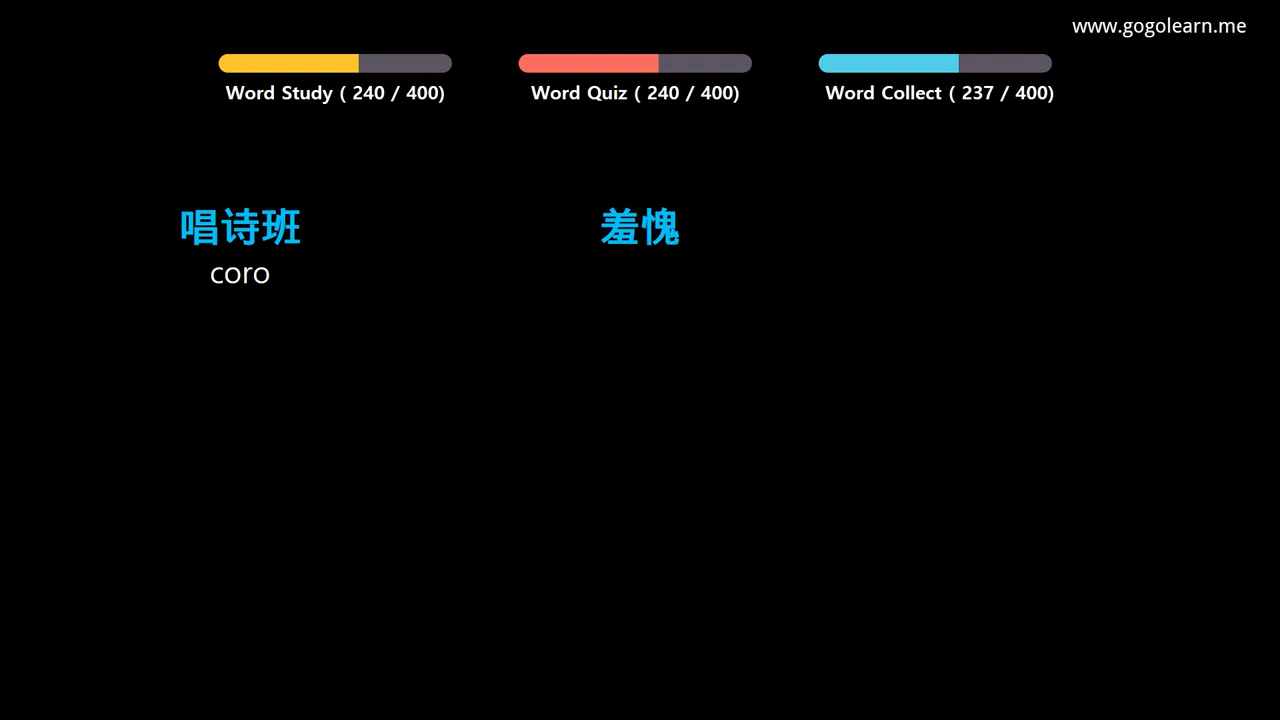 www.gogolearn.me
Word Study ( 240 / 400)
Word Quiz ( 240 / 400)
Word Collect ( 237 / 400)
唱诗班
羞愧
coro